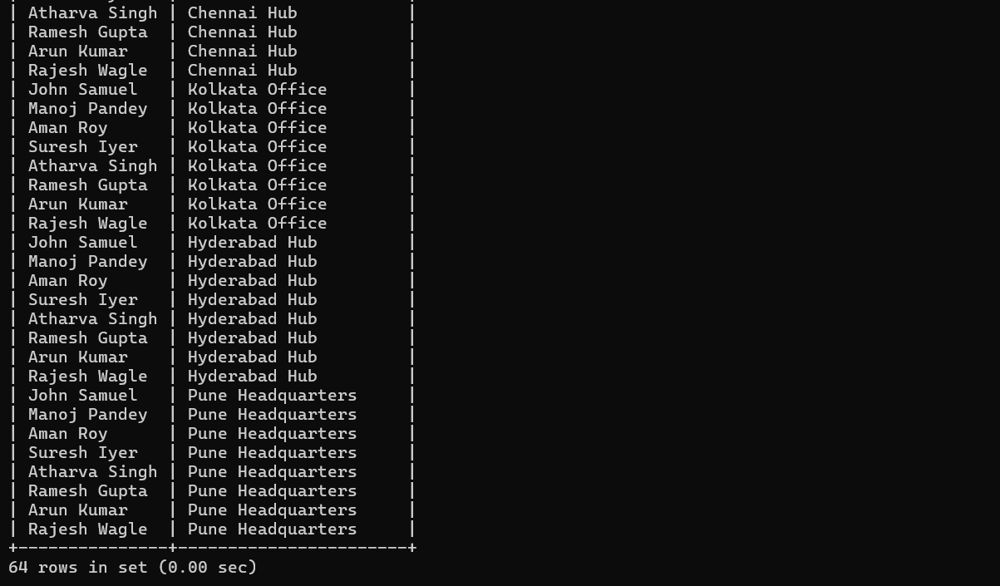 | Atharva Singh | Chennai Hub           |
| Ramesh Gupta  | Chennai Hub           |
| Arun Kumar    | Chennai Hub           |
| Rajesh Wagle  | Chennai Hub           |
| John Samuel   | Kolkata Office        |
| Manoj Pandey  | Kolkata Office        |
| Aman Roy      | Kolkata Office        |
| Suresh Iyer   | Kolkata Office        |
| Atharva Singh | Kolkata Office        |
| Ramesh Gupta  | Kolkata Office        |
| Arun Kumar    | Kolkata Office        |
| Rajesh Wagle  | Kolkata Office        |
| John Samuel   | Hyderabad Hub         |
| Manoj Pandey  | Hyderabad Hub         |
| Aman Roy      | Hyderabad Hub         |
| Suresh Iyer   | Hyderabad Hub         |
| Atharva Singh | Hyderabad Hub         |
| Ramesh Gupta  | Hyderabad Hub         |
| Arun Kumar    | Hyderabad Hub         |
| Rajesh Wagle  | Hyderabad Hub         |
| John Samuel   | Pune Headquarters     |
| Manoj Pandey  | Pune Headquarters     |
| Aman Roy      | Pune Headquarters     |
| Suresh Iyer   | Pune Headquarters     |
| Atharva Singh | Pune Headquarters     |
| Ramesh Gupta  | Pune Headquarters     |
| Arun Kumar    | Pune Headquarters     |
| Rajesh Wagle  | Pune Headquarters     |
+---------------+-----------------------+
64 rows in set (0.00 sec)